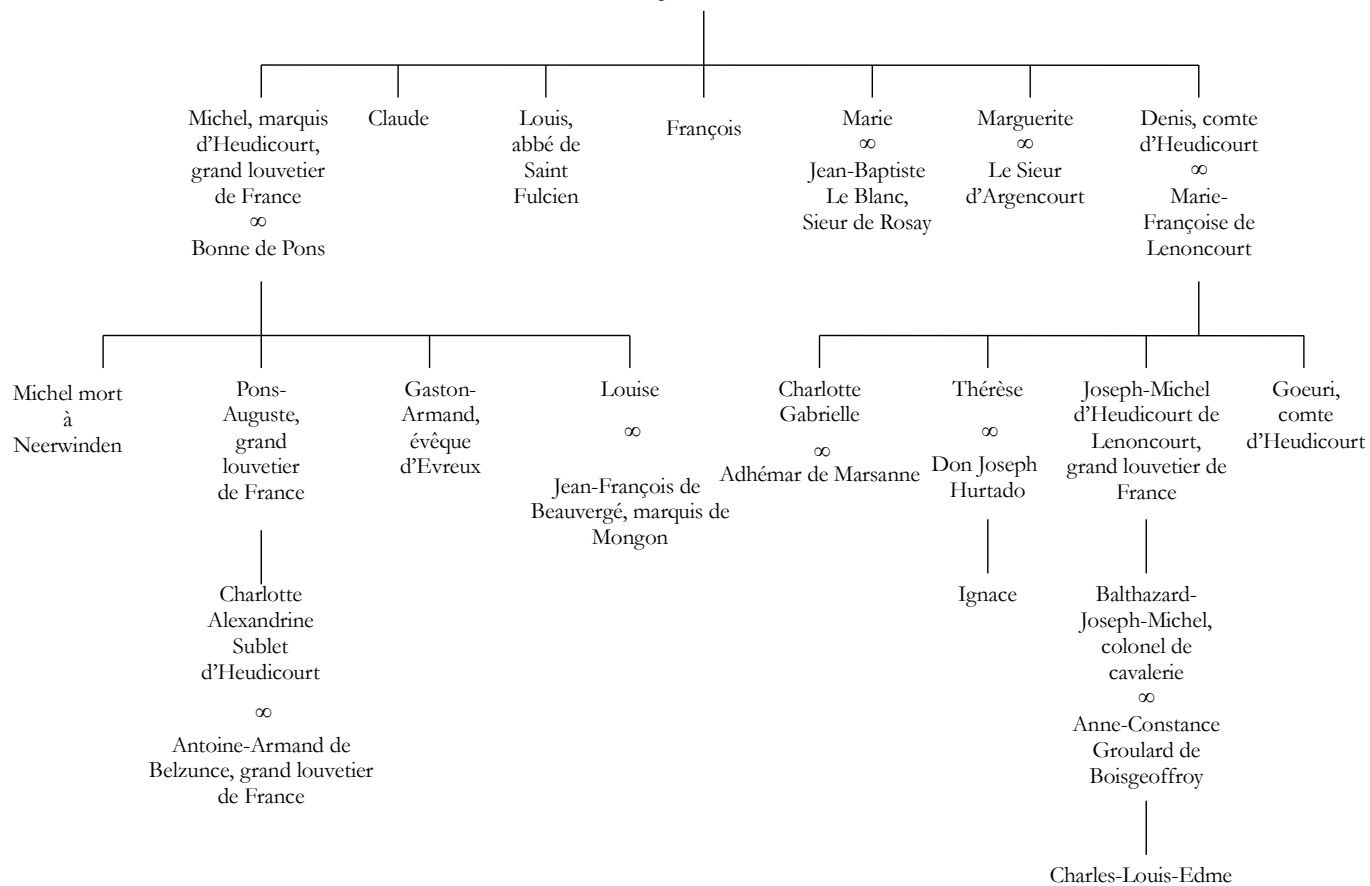 Michel, marquis
d’Heudicourt,
grand louvetier
de France
∞
Bonne de Pons
Claude
Louis,
abbé de
Saint
Fulcien
François
Marie
∞
Jean-Baptiste
Le Blanc,
Sieur de Rosay
Marguerite
∞
Le Sieur
d’Argencourt
Denis, comte
d’Heudicourt
∞
Marie-
Françoise de
Lenoncourt
Michel mort
à
Neerwinden
Pons-
Auguste,
grand
louvetier
de France
Gaston-
Armand,
évêque
d’Evreux
Louise
∞
Jean-François de
Beauvergé, marquis de
Mongon
Charlotte
Gabrielle
∞
Adhémar de Marsanne
Thérèse
∞
Don Joseph
Hurtado
Joseph-Michel
d’Heudicourt de
Lenoncourt,
grand louvetier de
France
Goeuri,
comte
d’Heudicourt
Charlotte
Alexandrine
Sublet
d’Heudicourt
∞
Antoine-Armand de
Belzunce, grand louvetier
de France
Ignace
Balthazard-
Joseph-Michel,
colonel de
cavalerie
∞
Anne-Constance
Groulard de
Boisgeoffroy
Charles-Louis-Edme